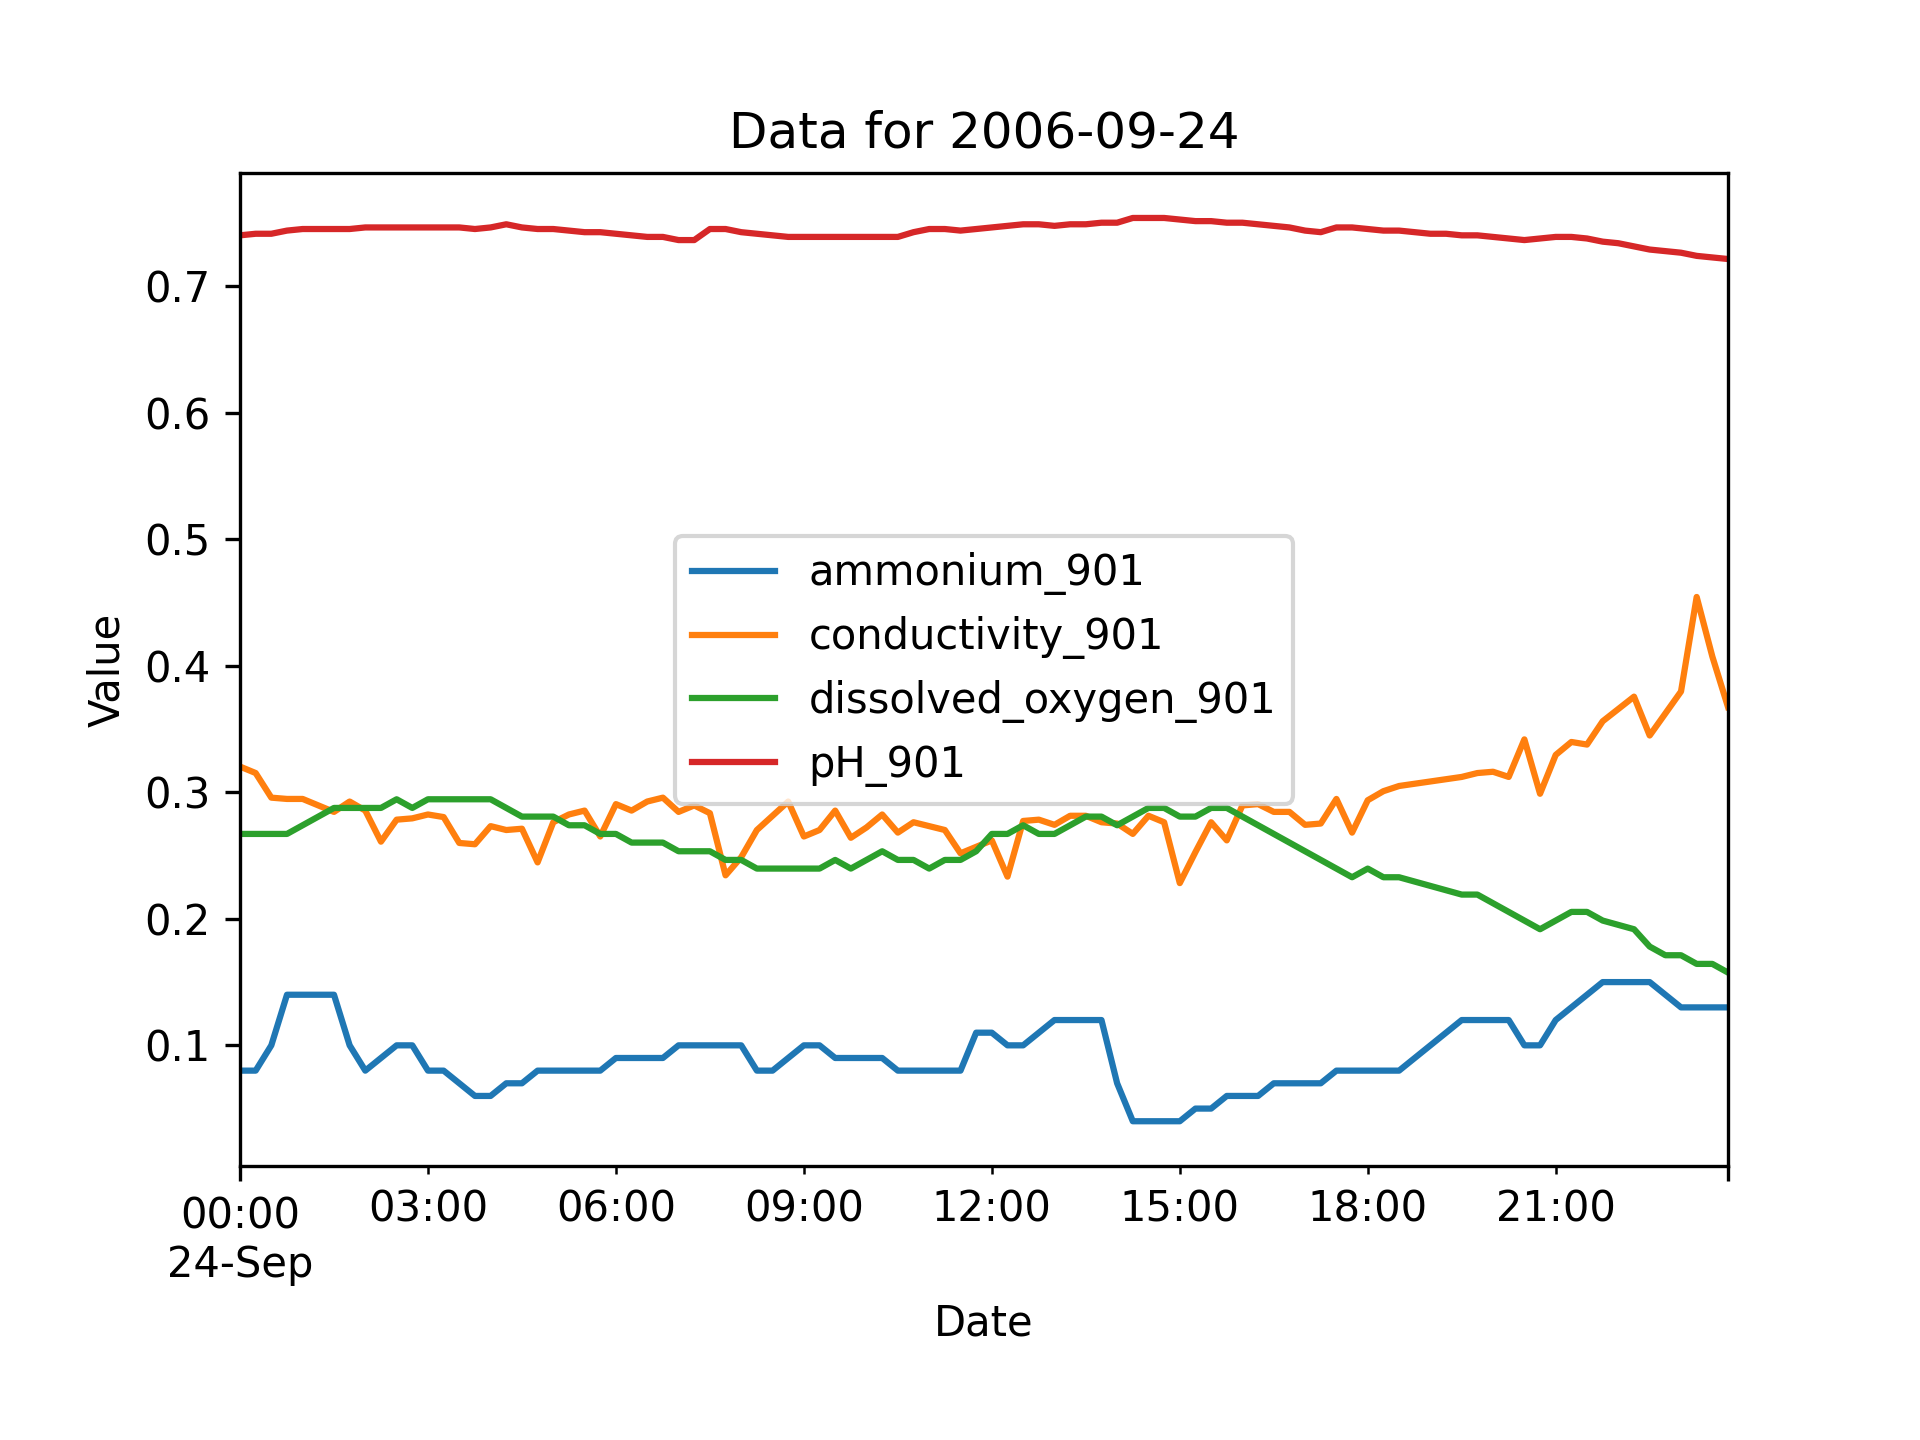 Data for 2006-09-24
Value
0.7
0.6
0.5
0.4
0.3
0.2
0.1
ammonium_901
conductivity_901
dissolved_oxygen_901
pH_901
00:00 03:00 06:00 09:00 12:00 15:00 18:00 21:00
24-Sep
Date